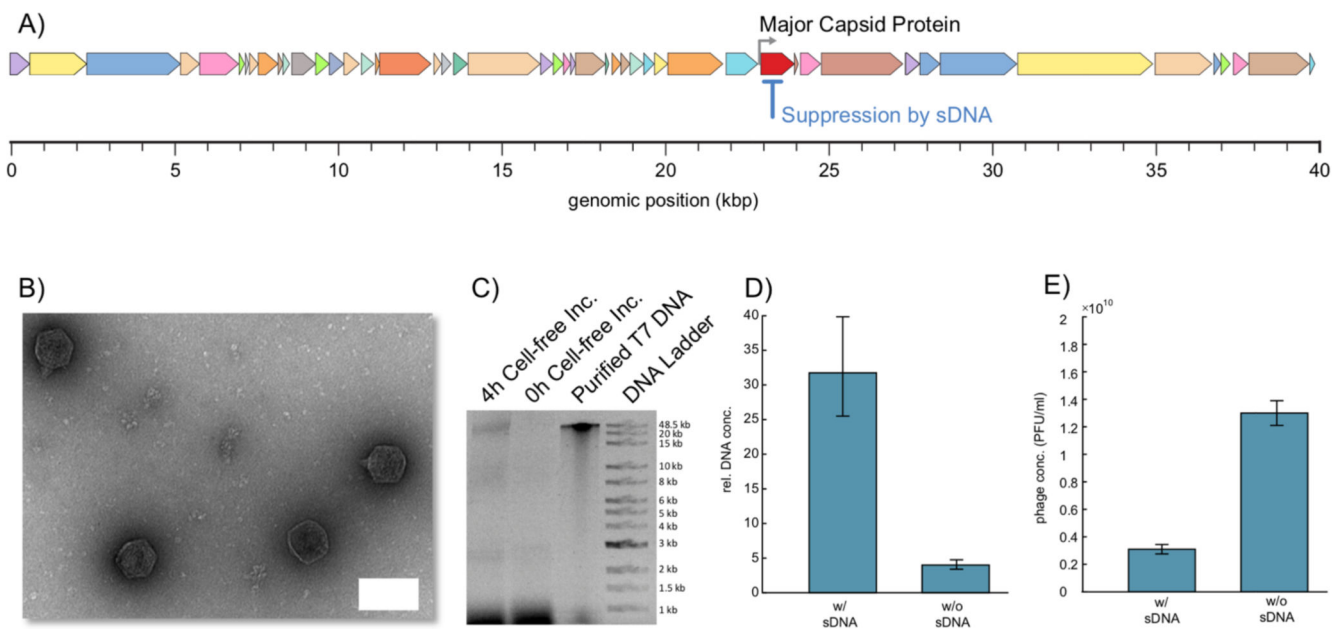 A)
Major Capsid Protein
Suppression by sDNA
0 5 10 15 20 25 30 35 40
genomic position (kbp)
B)
C)
4h Cell-free Inc.
0h Cell-free Inc.
Purified T7 DNA
DNA Ladder
48.5 kb
20 kb
15 kb
10 kb
8 kb
6 kb
5 kb
4 kb
3 kb
2 kb
1.5 kb
1 kb
D)
40
35
30
25
20
15
10
5
0
rel. DNA conc.
w/
sDNA
w/o
sDNA
E)
×10¹⁰
2
1.8
1.6
1.4
1.2
1.0
0.8
0.6
0.4
0.2
0
phage conc. (PFU/ml)
w/
sDNA
w/o
sDNA